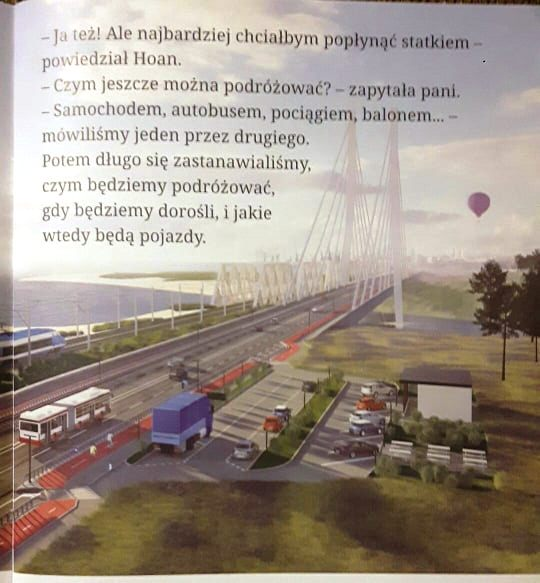 – Ja też! Ale najbardziej chciałbym popłynąć statkiem –
powiedział Hoan.
– Czym jeszcze można podróżować? – zapytała pani.
– Samochodem, autobusem, pociągiem, balonem... –
mówiliśmy jeden przez drugiego.
Potem długo się zastanawialiśmy,
czym będziemy podróżować,
gdy będziemy dorośli, i jakie
wtedy będą pojazdy.